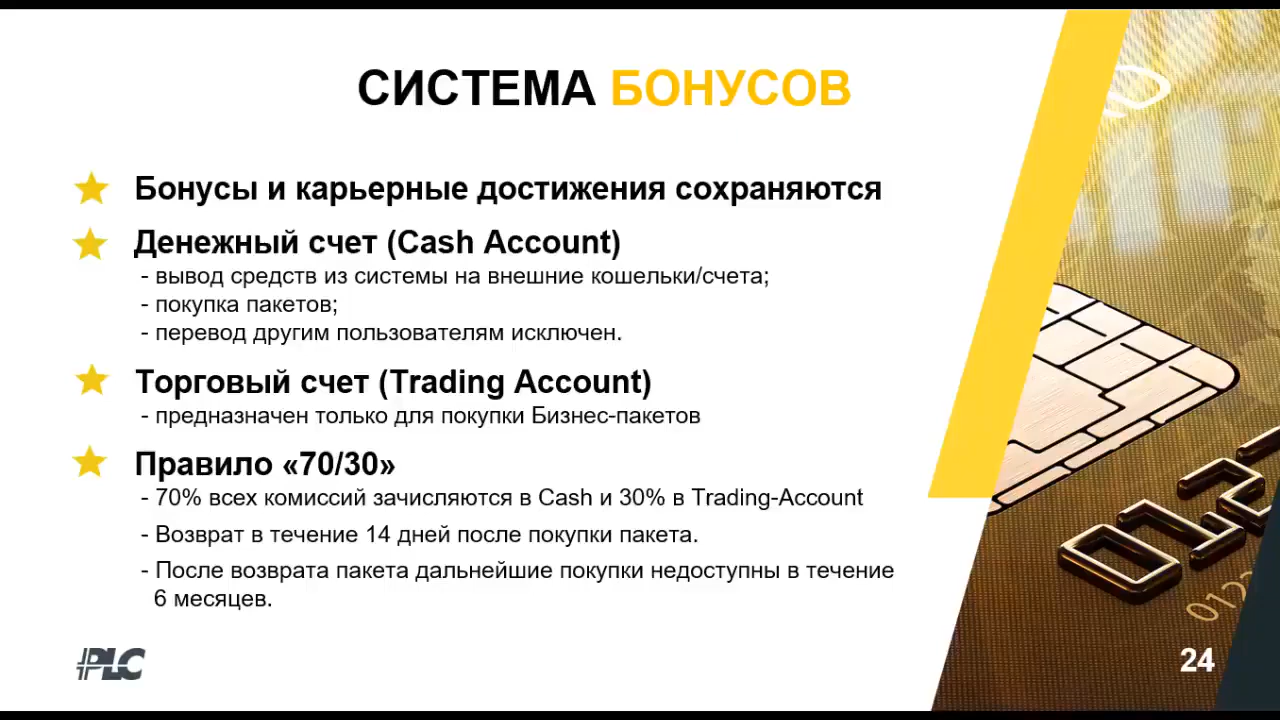 СИСТЕМА БОНУСОВ
Бонусы и карьерные достижения сохраняются
Денежный счет (Cash Account)
- вывод средств из системы на внешние кошельки/счета;
- покупка пакетов;
- перевод другим пользователям исключен.
Торговый счет (Trading Account)
- предназначен только для покупки Бизнес-пакетов
Правило «70/30»
- 70% всех комиссий зачисляются в Cash и 30% в Trading-Account
- Возврат в течение 14 дней после покупки пакета.
- После возврата пакета дальнейшие покупки недоступны в течение
6 месяцев.
PLC
24